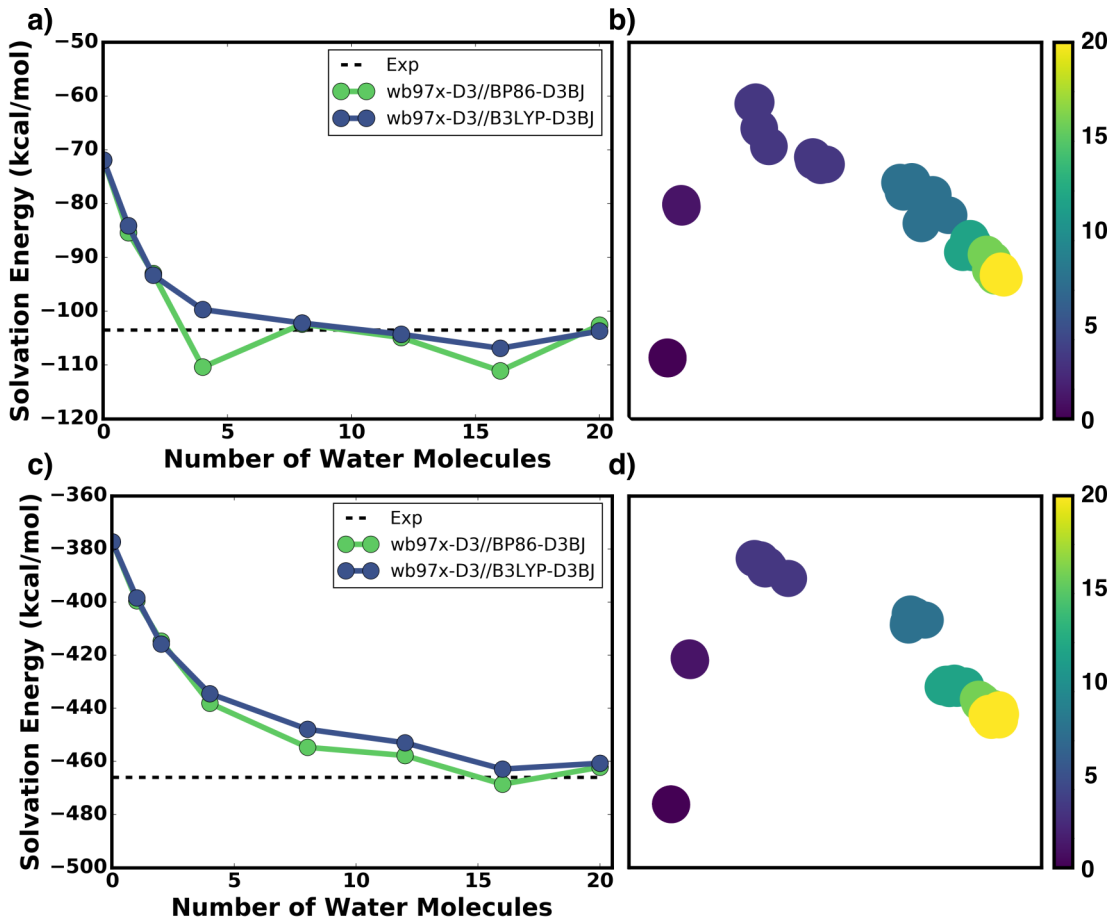 a)
Solvation Energy (kcal/mol)
−50
−60
−70
−80
−90
−100
−110
−120
Exp
wb97x-D3//BP86-D3BJ
wb97x-D3//B3LYP-D3BJ
0 5 10 15 20
Number of Water Molecules
b)
20
15
10
5
0
c)
Solvation Energy (kcal/mol)
−360
−380
−400
−420
−440
−460
−480
−500
Exp
wb97x-D3//BP86-D3BJ
wb97x-D3//B3LYP-D3BJ
0 5 10 15 20
Number of Water Molecules
d)
20
15
10
5
0